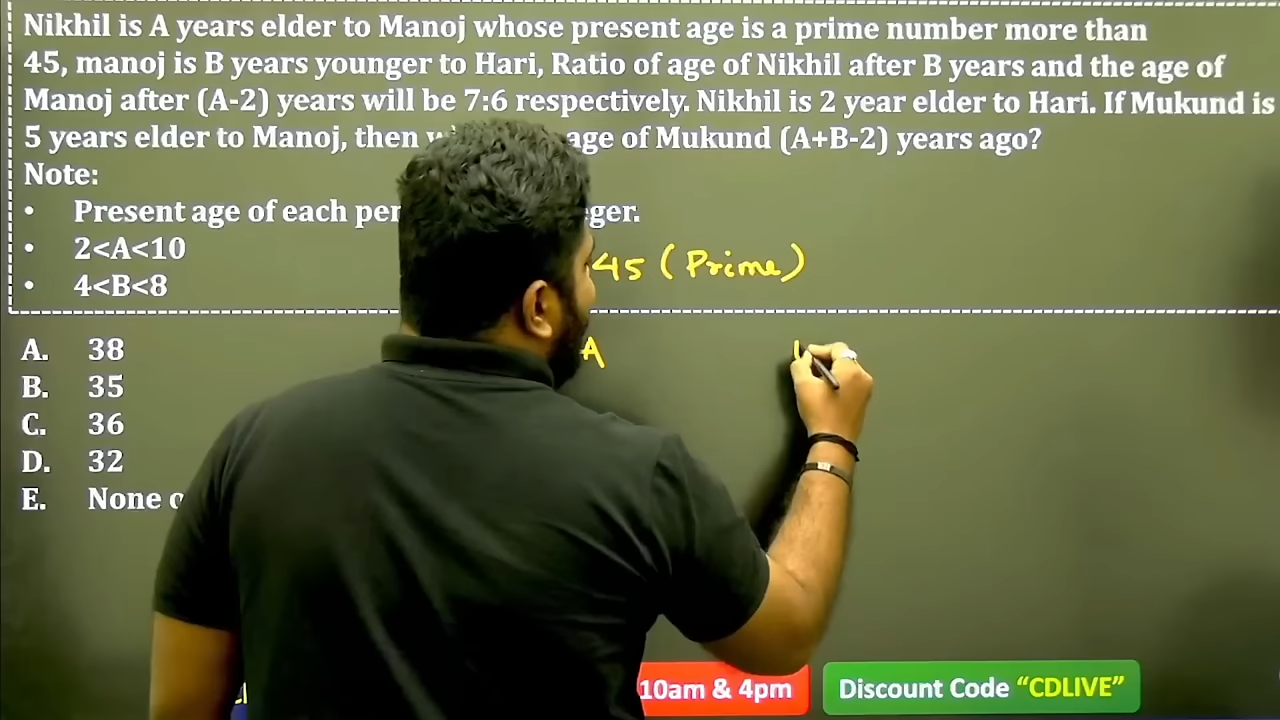 Nikhil is A years elder to Manoj whose present age is a prime number more than
45, manoj is B years younger to Hari, Ratio of age of Nikhil after B years and the age of
Manoj after (A-2) years will be 7:6 respectively. Nikhil is 2 year elder to Hari. If Mukund is
5 years elder to Manoj, then age of Mukund (A+B-2) years ago?
Note:
• Present age of each
• 2<A<10
• 4<B<8
45 (Prime)
A
A. 38
B. 35
C. 36
D. 32
E. None
10am & 4pm
Discount Code “CDLIVE”